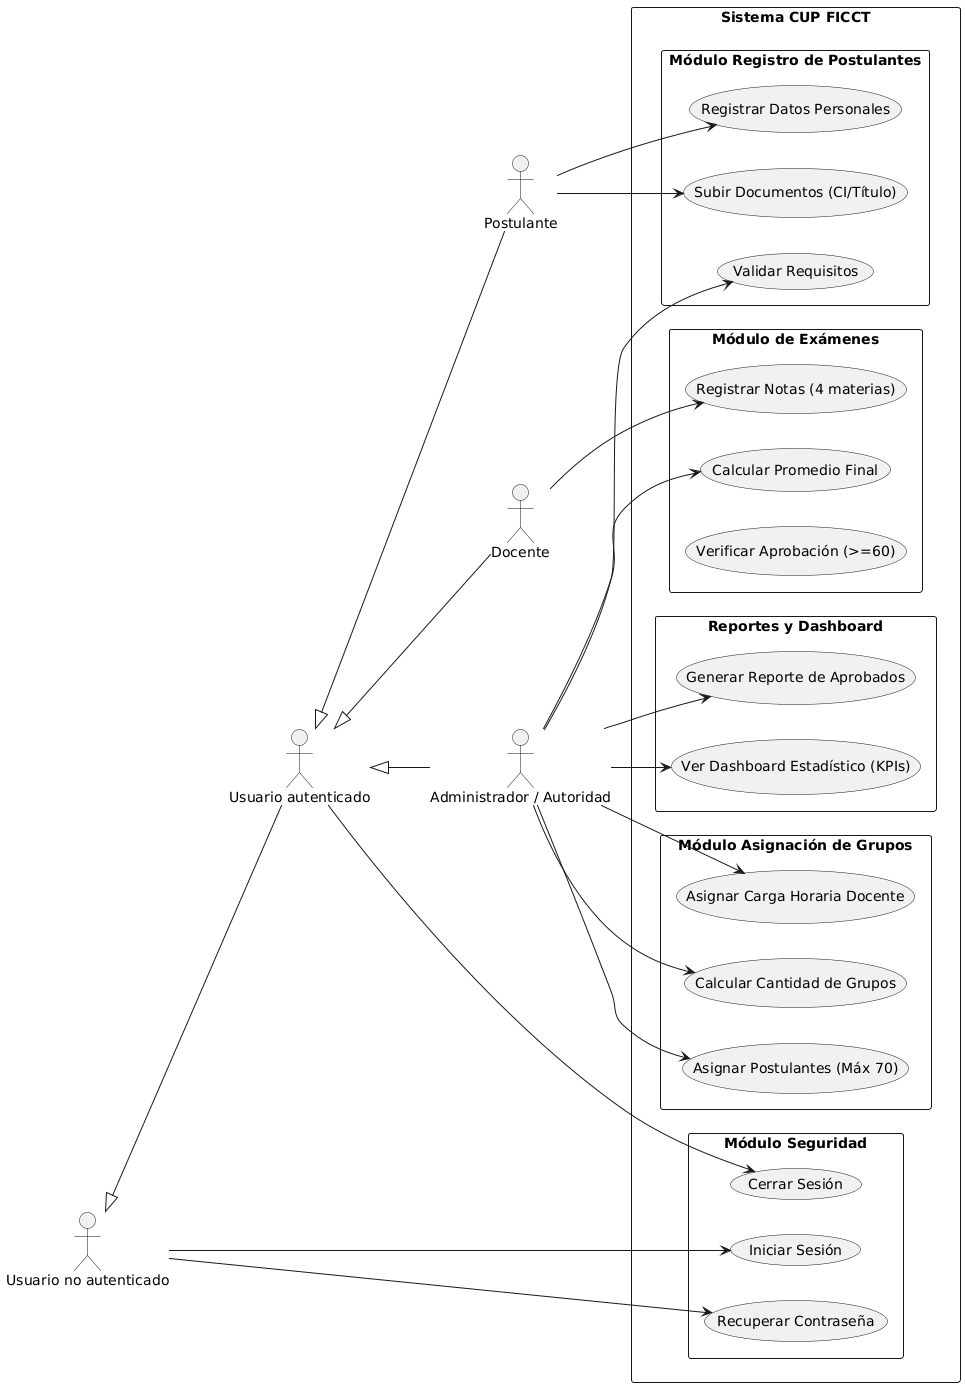 Sistema CUP FICCT
Módulo Registro de Postulantes
Registrar Datos Personales
Subir Documentos (CI/Título)
Validar Requisitos
Postulante
Módulo de Exámenes
Registrar Notas (4 materias)
Calcular Promedio Final
Verificar Aprobación (>=60)
Docente
Reportes y Dashboard
Generar Reporte de Aprobados
Ver Dashboard Estadístico (KPIs)
Usuario autenticado
Administrador / Autoridad
Módulo Asignación de Grupos
Asignar Carga Horaria Docente
Calcular Cantidad de Grupos
Asignar Postulantes (Máx 70)
Módulo Seguridad
Cerrar Sesión
Iniciar Sesión
Recuperar Contraseña
Usuario no autenticado